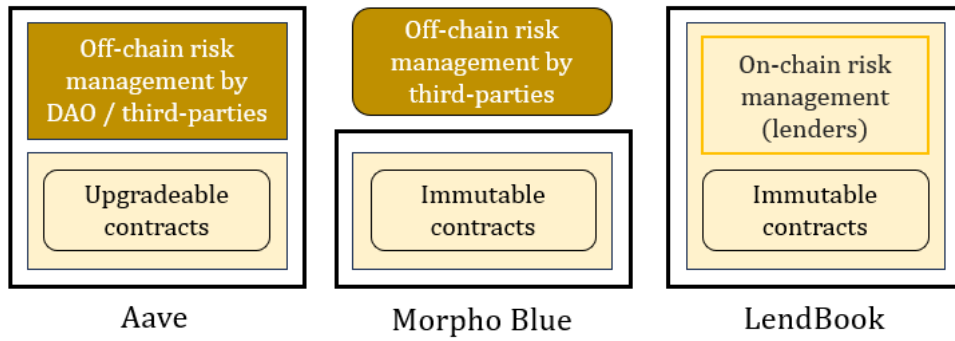 Off-chain risk
management by
DAO / third-parties
Upgradeable
contracts
Aave
Off-chain risk
management by
third-parties
Immutable
contracts
Morpho Blue
On-chain risk
management
(lenders)
Immutable
contracts
LendBook